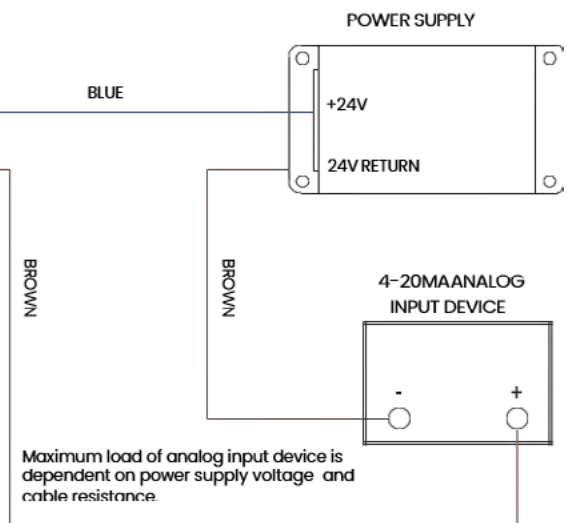 POWER SUPPLY
BLUE
+24V
24V RETURN
BROWN
BROWN
4-20MAANALOG
INPUT DEVICE
- +
Maximum load of analog input device is
dependent on power supply voltage and
cable resistance.